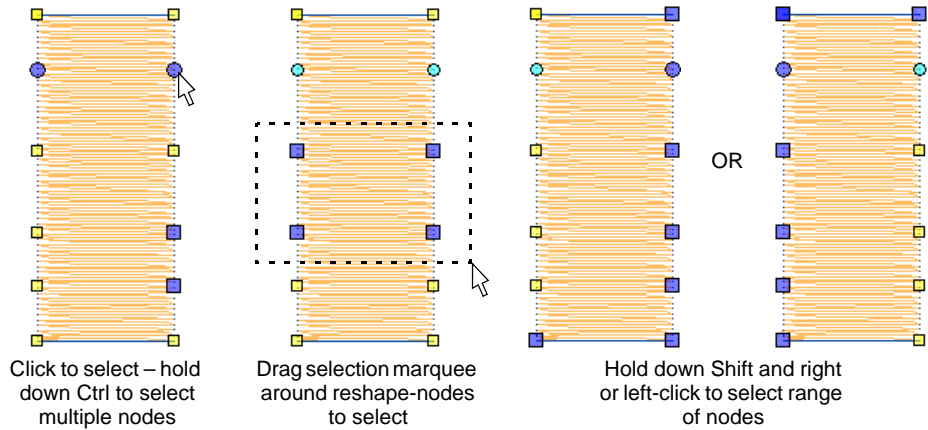 OR
Click to select – hold
down Ctrl to select
multiple nodes
Drag selection marquee
around reshape-nodes
to select
Hold down Shift and right
or left-click to select range
of nodes